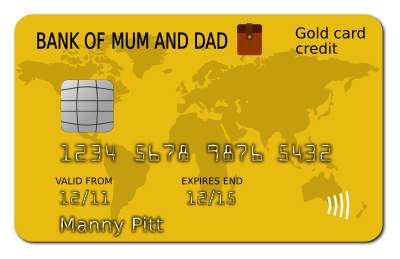 BANK OF MUM AND DAD
Gold card
credit
1234 5678 9876 5432
VALID FROM EXPIRES END
12/11 12/15
Manny Pitt